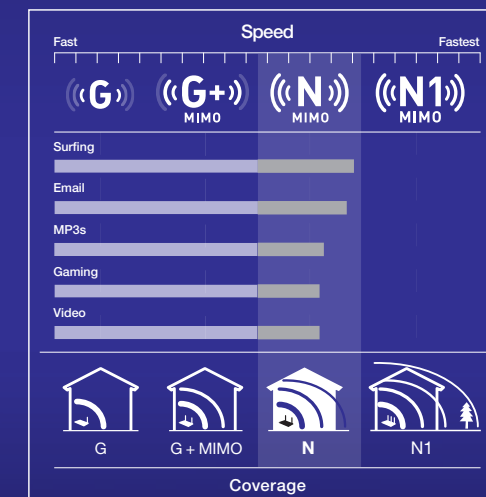 Speed
Fast Fastest
G G+ N N1
MIMO MIMO MIMO
Surfing
Email
MP3s
Gaming
Video
G G + MIMO N N1
Coverage